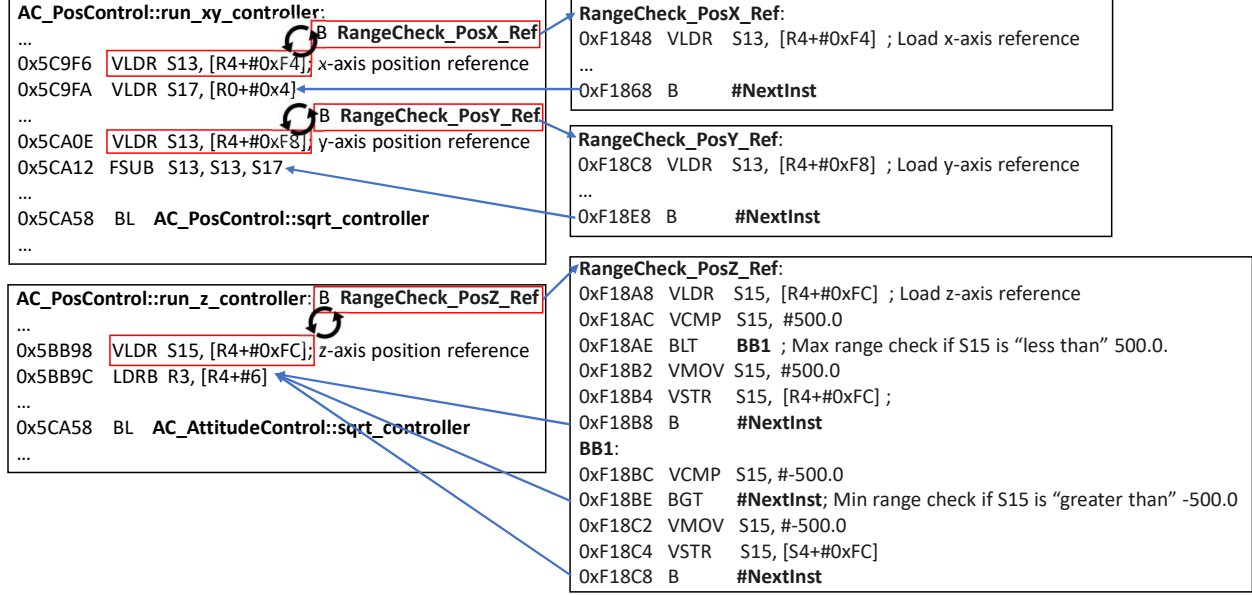 AC_PosControl::run_xy_controller:
B RangeCheck_PosX_Ref
...
0x5C9F6 VLDR S13, [R4+#0xF4]; x-axis position reference
0x5C9FA VLDR S17, [R0+#0x4]
...
B RangeCheck_PosY_Ref
0x5CA0E VLDR S13, [R4+#0xF8]; y-axis position reference
0x5CA12 FSUB S13, S13, S17
...
0x5CA58 BL AC_PosControl::sqrt_controller
...
RangeCheck_PosX_Ref:
0xF1848 VLDR S13, [R4+#0xF4] ; Load x-axis reference
...
0xF1868 B #NextInst
RangeCheck_PosY_Ref:
0xF18C8 VLDR S13, [R4+#0xF8] ; Load y-axis reference
...
0xF18E8 B #NextInst
AC_PosControl::run_z_controller: B RangeCheck_PosZ_Ref
...
0x5BB98 VLDR S15, [R4+#0xFC]; z-axis position reference
0x5BB9C LDRB R3, [R4+#6]
...
0x5CA58 BL AC_AttitudeControl::sqrt_controller
...
RangeCheck_PosZ_Ref:
0xF18A8 VLDR S15, [R4+#0xFC] ; Load z-axis reference
0xF18AC VCMP S15, #500.0
0xF18AE BLT BB1 ; Max range check if S15 is “less than” 500.0.
0xF18B2 VMOV S15, #500.0
0xF18B4 VSTR S15, [R4+#0xFC] ;
0xF18B8 B #NextInst
BB1:
0xF18BC VCMP S15, #-500.0
0xF18BE BGT #NextInst; Min range check if S15 is “greater than” -500.0
0xF18C2 VMOV S15, #-500.0
0xF18C4 VSTR S15, [S4+#0xFC]
0xF18C8 B #NextInst